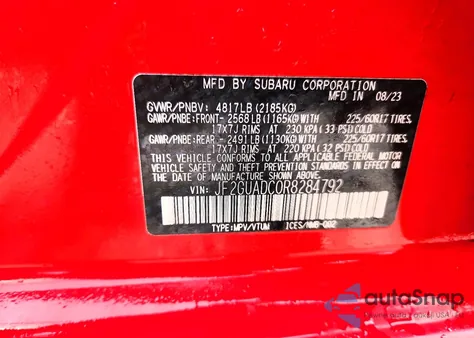 MFD BY SUBARU CORPORATION
MFD IN 08/23
GVWR/PNBV: 4817LB(2185KG)
GAWR/PNBE:FRONT- 2568LB(1165KG)WITH 225/60R17 TIRES,
17X7J RIMS AT 230 KPA(33 PSI)COLD
GAWR/PNBE:REAR - 2491LB(1130KG)WITH 225/60R17 TIRES,
17X7J RIMS AT 220 KPA(32 PSI)COLD
THIS VEHICLE CONFORMS TO ALL APPLICABLE FEDERAL MOTOR
VEHICLE SAFETY AND THEFT PREVENTION STANDARDS IN
EFFECT ON THE DATE OF MANUFACTURE SHOWN ABOVE.
VIN: JF2GUADC0R8284792
TYPE:MPV/VTUM ICES/NMB-002
autoSnap